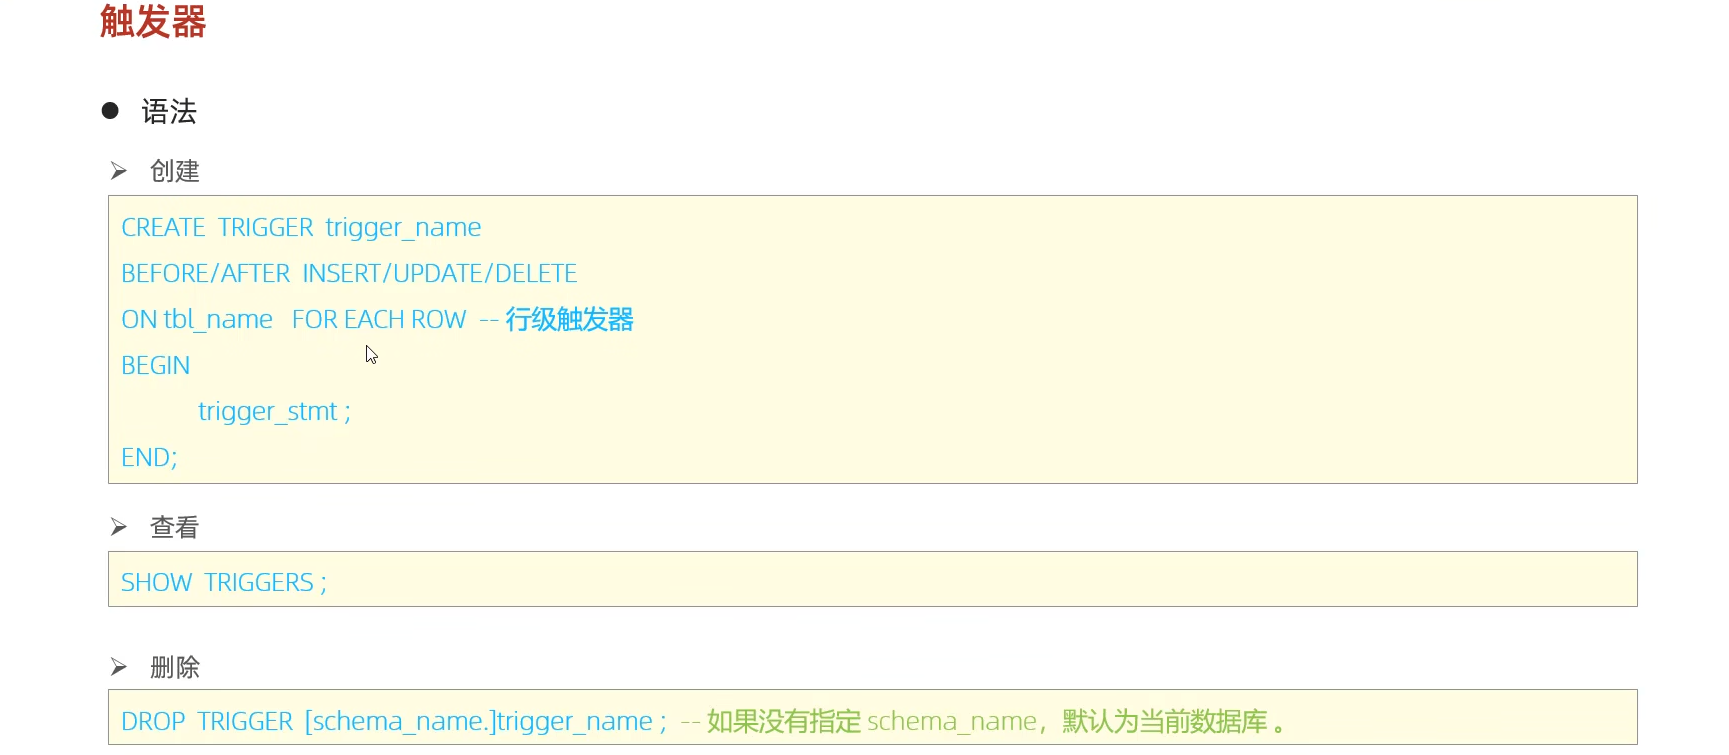 触发器
语法
创建
CREATE TRIGGER trigger_name
BEFORE/AFTER INSERT/UPDATE/DELETE
ON tbl_name FOR EACH ROW -- 行级触发器
BEGIN
trigger_stmt ;
END;
查看
SHOW TRIGGERS ;
删除
DROP TRIGGER [schema_name.]trigger_name ; -- 如果没有指定 schema_name，默认为当前数据库 。